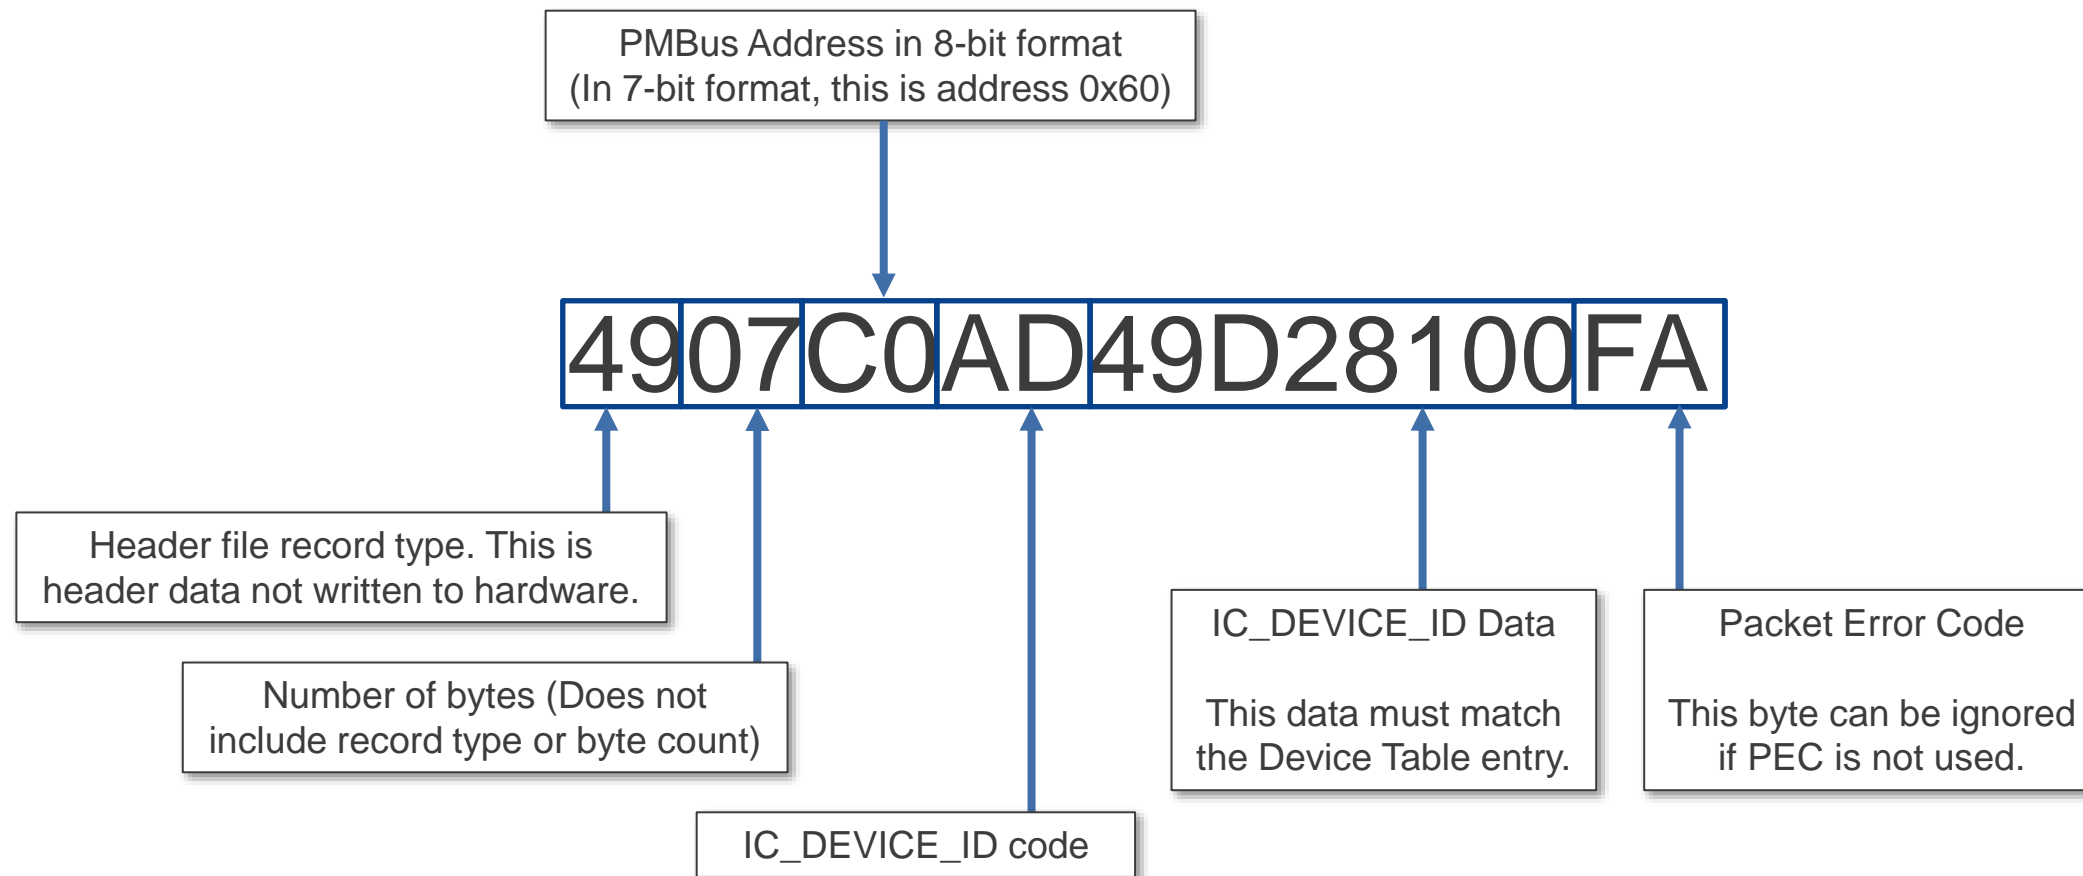 PMBus Address in 8-bit format
(In 7-bit format, this is address 0x60)
4907C0AD49D28100FA
Header file record type. This is
header data not written to hardware.
Number of bytes (Does not
include record type or byte count)
IC_DEVICE_ID code
IC_DEVICE_ID Data
This data must match
the Device Table entry.
Packet Error Code
This byte can be ignored
if PEC is not used.